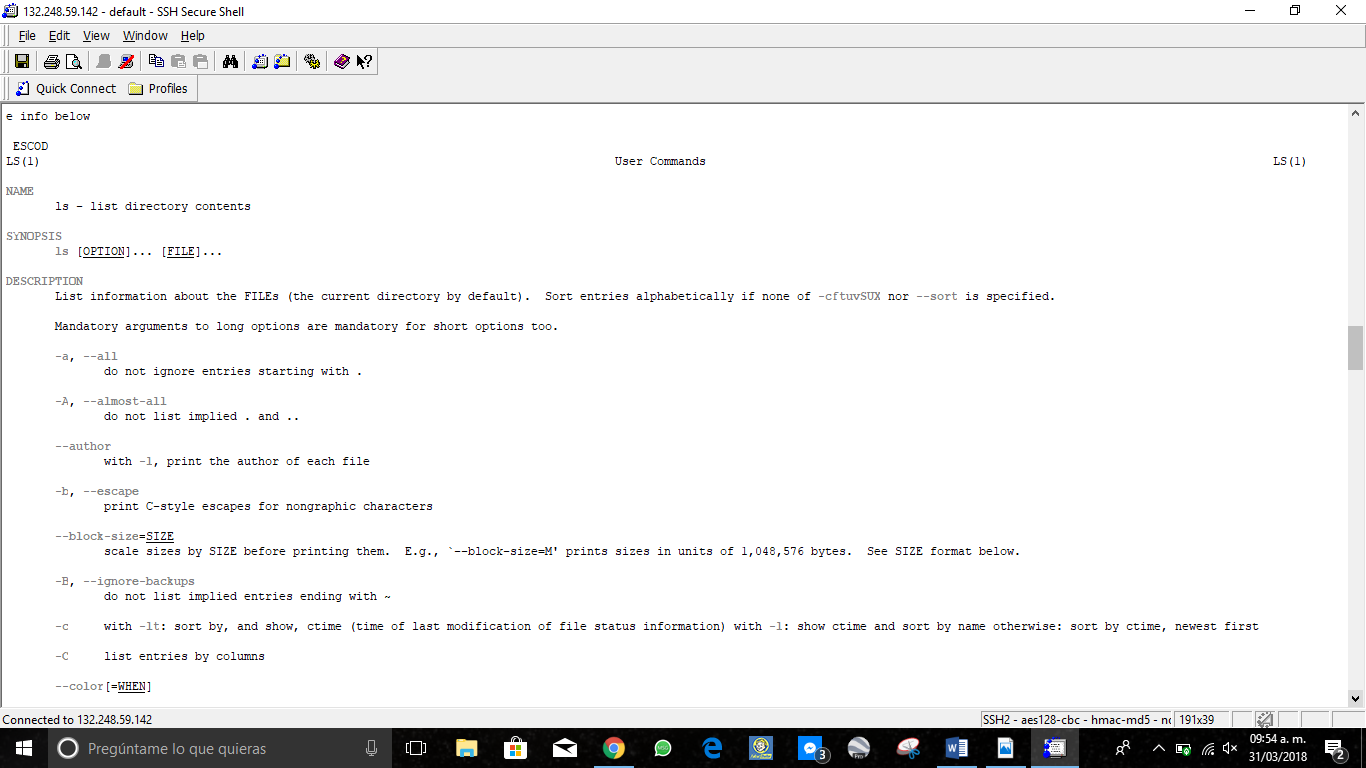 132.248.59.142 - default - SSH Secure Shell
File Edit View Window Help
Quick Connect Profiles
e info below
ESCOD
LS(1) User Commands LS(1)
NAME
ls - list directory contents
SYNOPSIS
ls [OPTION]... [FILE]...
DESCRIPTION
List information about the FILEs (the current directory by default). Sort entries alphabetically if none of -cftuvSUX nor --sort is specified.
Mandatory arguments to long options are mandatory for short options too.
-a, --all
do not ignore entries starting with .
-A, --almost-all
do not list implied . and ..
--author
with -l, print the author of each file
-b, --escape
print C-style escapes for nongraphic characters
--block-size=SIZE
scale sizes by SIZE before printing them. E.g., `--block-size=M' prints sizes in units of 1,048,576 bytes. See SIZE format below.
-B, --ignore-backups
do not list implied entries ending with ~
-c with -lt: sort by, and show, ctime (time of last modification of file status information) with -l: show ctime and sort by name otherwise: sort by ctime, newest first
-C list entries by columns
--color[=WHEN]
Connected to 132.248.59.142 SSH2 - aes128-cbc - hmac-md5 - nc 191x39
Pregúntame lo que quieras 3 09:54 a. m.
31/03/2018 2